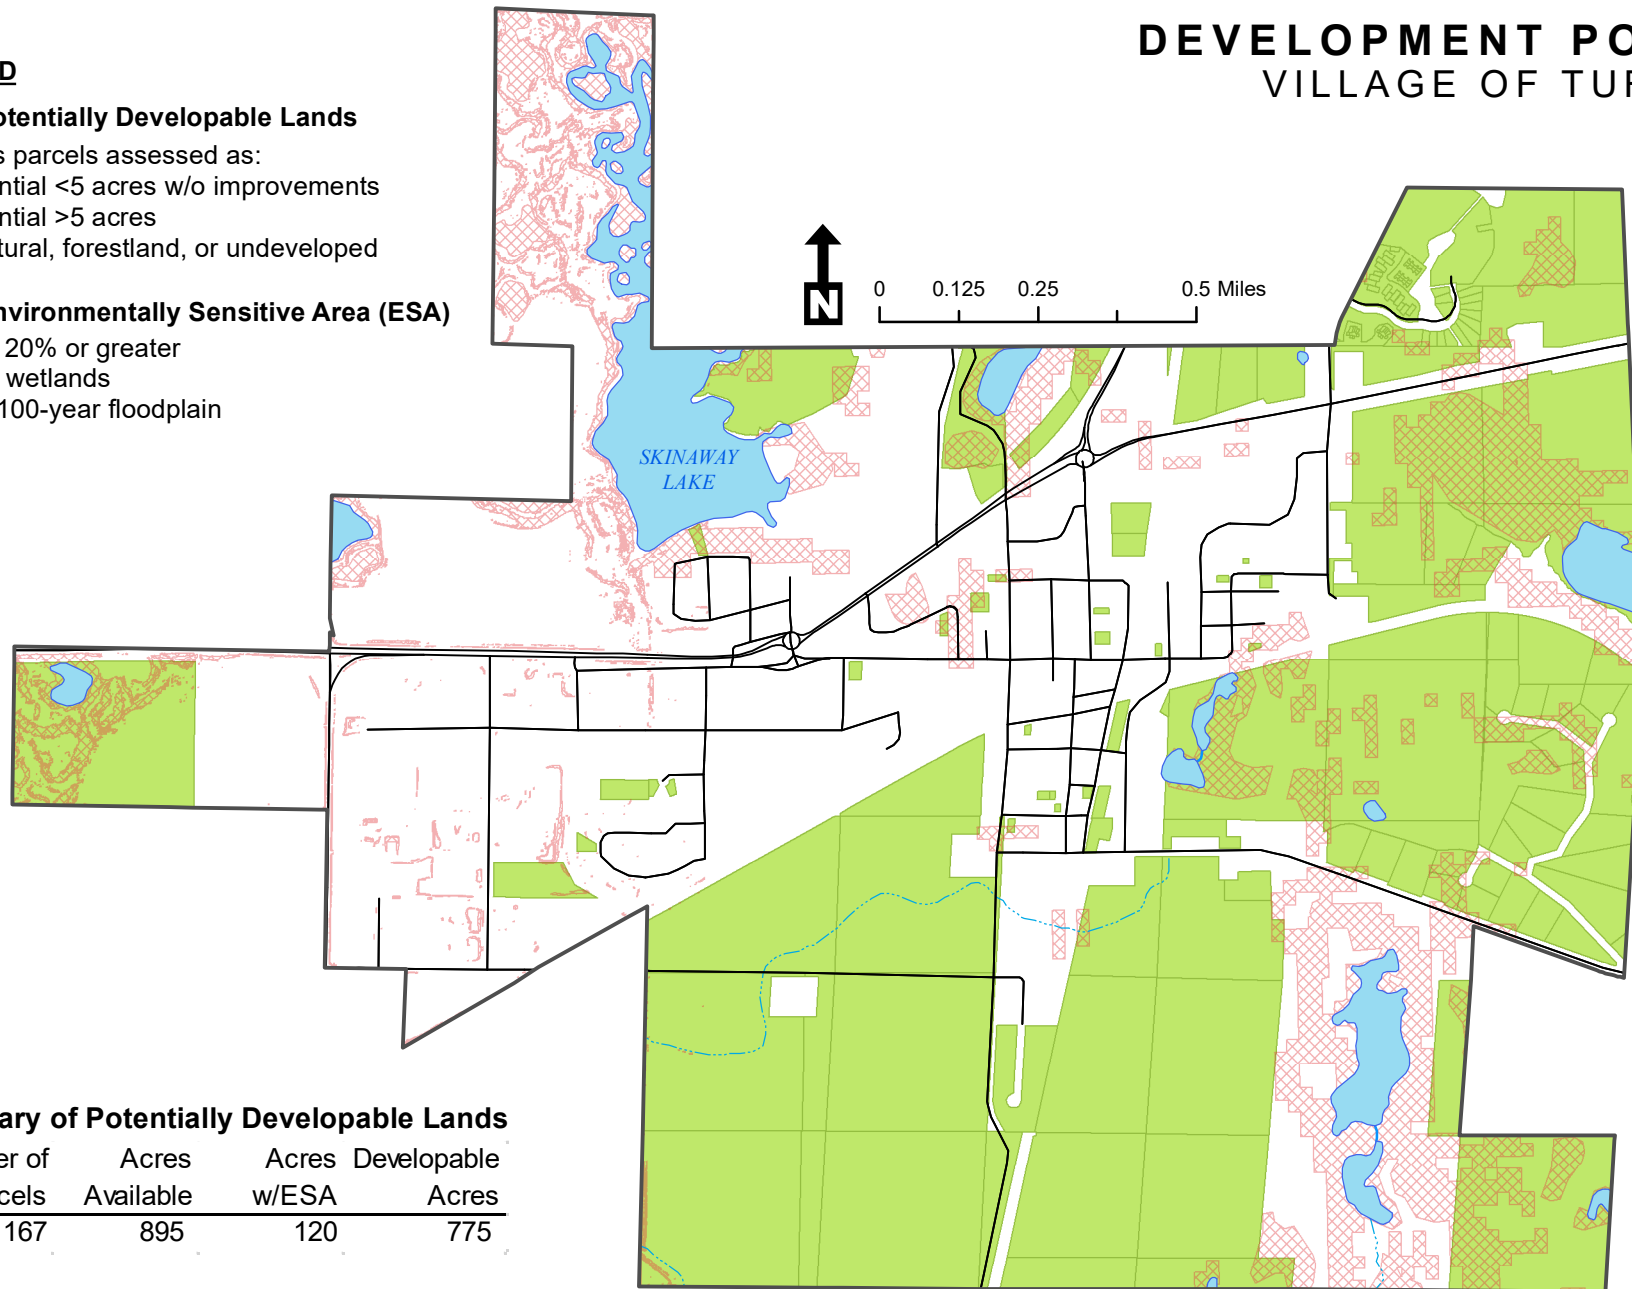 DEVELOPMENT PO
VILLAGE OF TUR
D
otentially Developable Lands
s parcels assessed as:
ntial <5 acres w/o improvements
ntial >5 acres
tural, forestland, or undeveloped
nvironmentally Sensitive Area (ESA)
20% or greater
wetlands
100-year floodplain
N
0 0.125 0.25 0.5 Miles
SKINAWAY
LAKE
ary of Potentially Developable Lands
er of Acres Acres Developable
cels Available w/ESA Acres
167 895 120 775